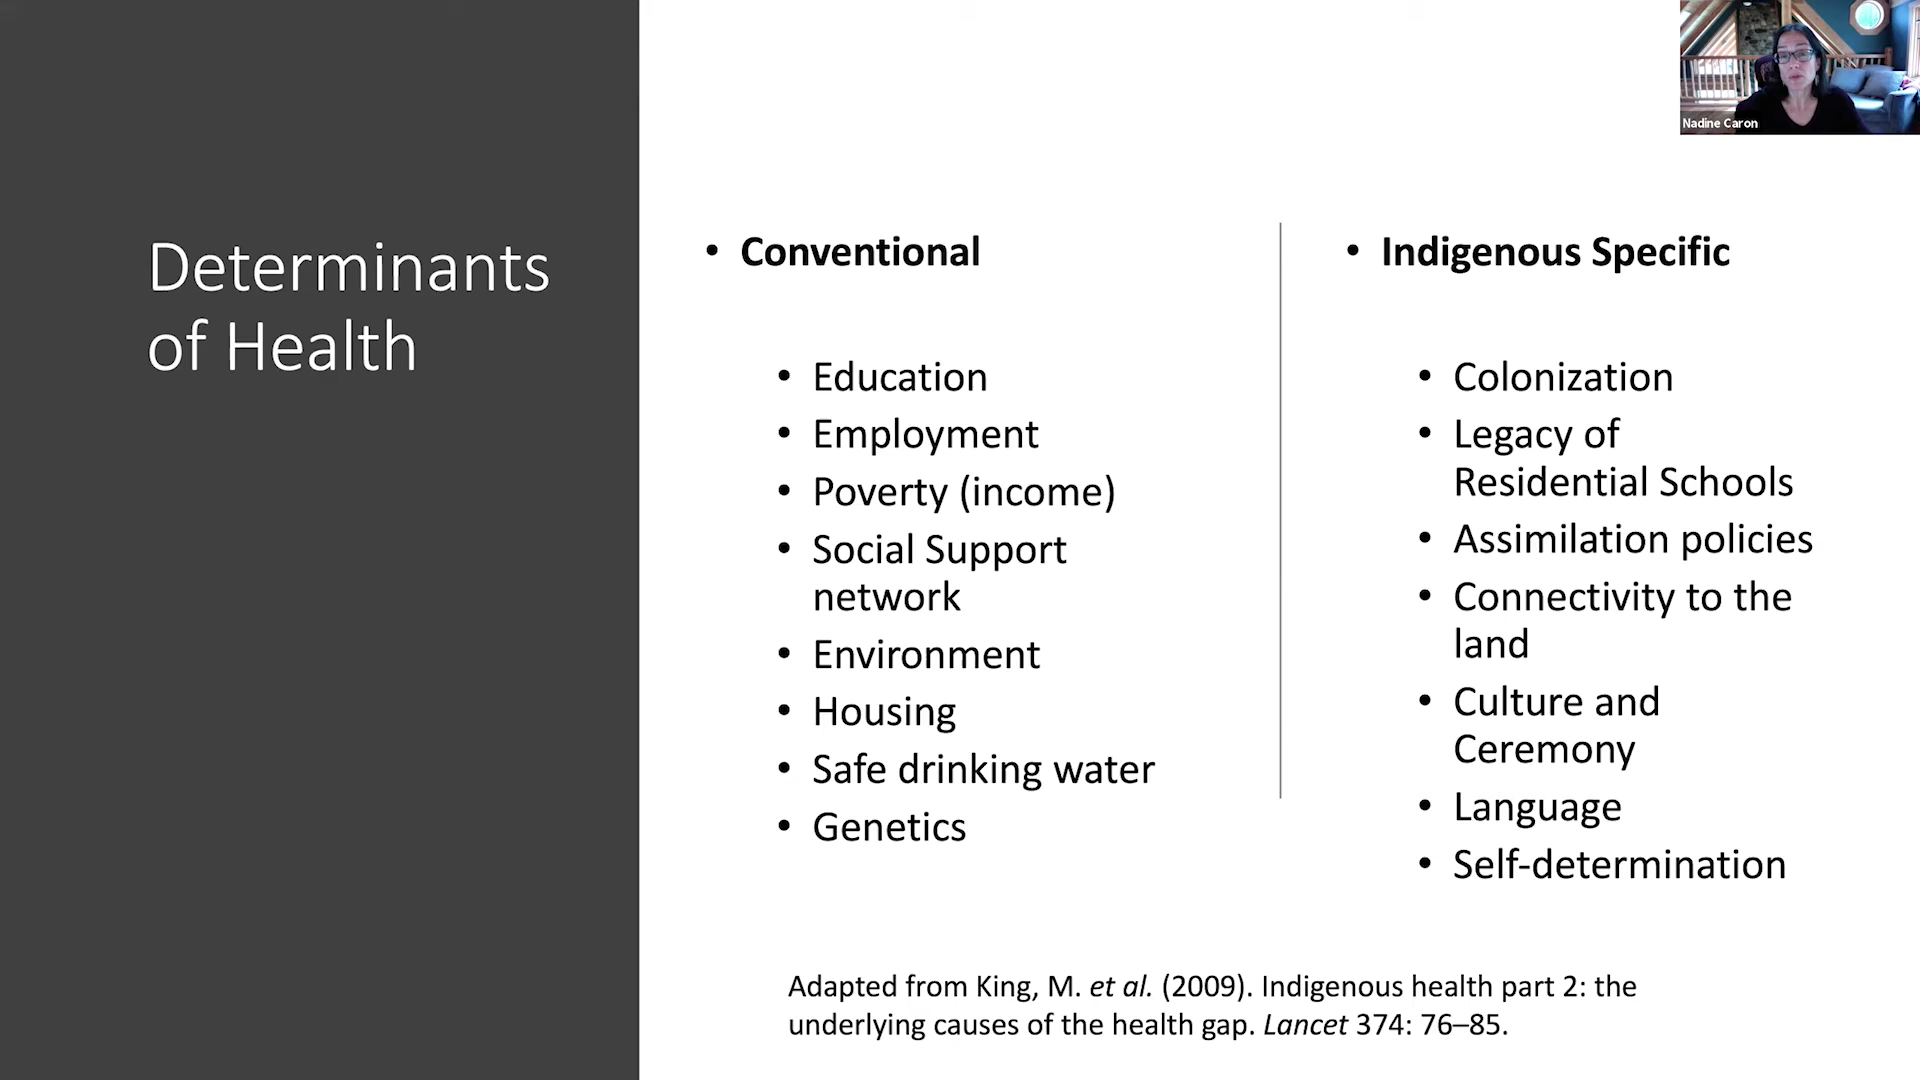 Nadine Caron
Determinants
of Health
• Conventional
• Education
• Employment
• Poverty (income)
• Social Support
network
• Environment
• Housing
• Safe drinking water
• Genetics
• Indigenous Specific
• Colonization
• Legacy of
Residential Schools
• Assimilation policies
• Connectivity to the
land
• Culture and
Ceremony
• Language
• Self-determination
Adapted from King, M. et al. (2009). Indigenous health part 2: the
underlying causes of the health gap. Lancet 374: 76–85.